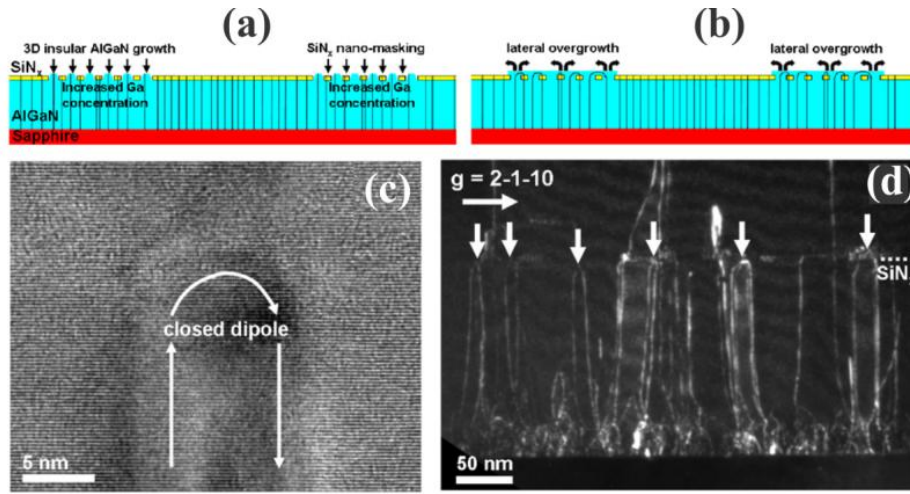 (a)
3D insular AlGaN growth
SiNₓ nano-masking
SiNₓ
Increased Ga
concentration
Increased Ga
concentration
AlGaN
Sapphire
(b)
lateral overgrowth
lateral overgrowth
(c)
closed dipole
5 nm
(d)
g = 2-1-10
SiN
50 nm